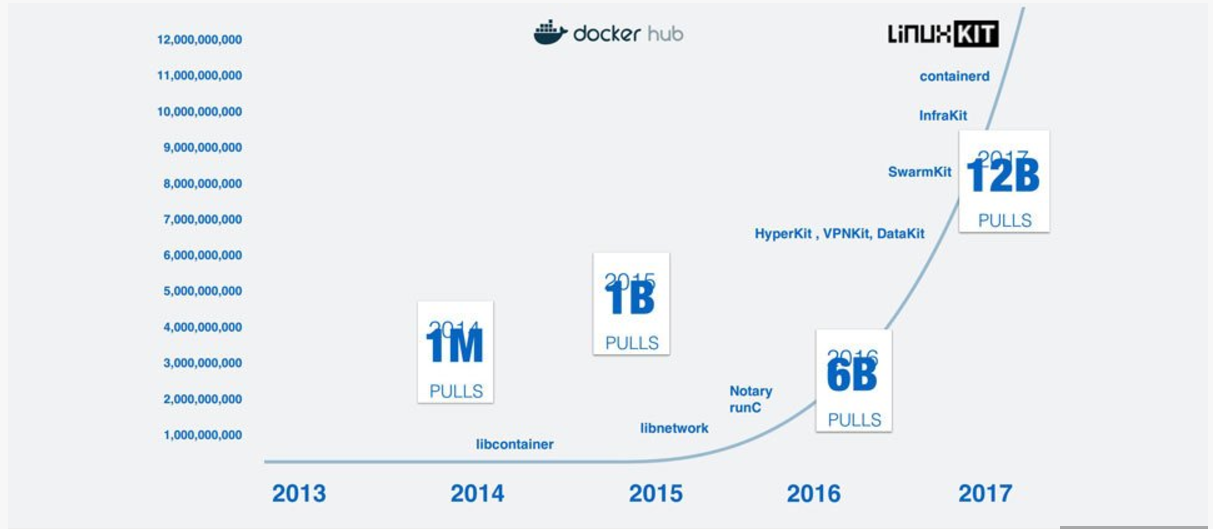 docker hub
LiNUX KIT
12,000,000,000
11,000,000,000
containerd
10,000,000,000
InfraKit
9,000,000,000
2017
12B
PULLS
8,000,000,000
SwarmKit
7,000,000,000
HyperKit , VPNKit, DataKit
6,000,000,000
2015
1B
PULLS
5,000,000,000
4,000,000,000
2014
1M
PULLS
3,000,000,000
2016
6B
PULLS
2,000,000,000
Notary
runC
1,000,000,000
libnetwork
libcontainer
2013 2014 2015 2016 2017